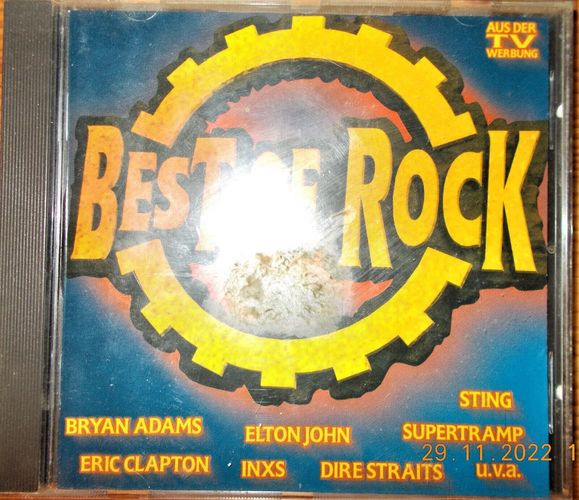 AUS DER
TV
WERBUNG
BEST OF ROCK
STING
BRYAN ADAMS ELTON JOHN SUPERTRAMP
29.11.2022 1
ERIC CLAPTON INXS DIRE STRAITS u.v.a.